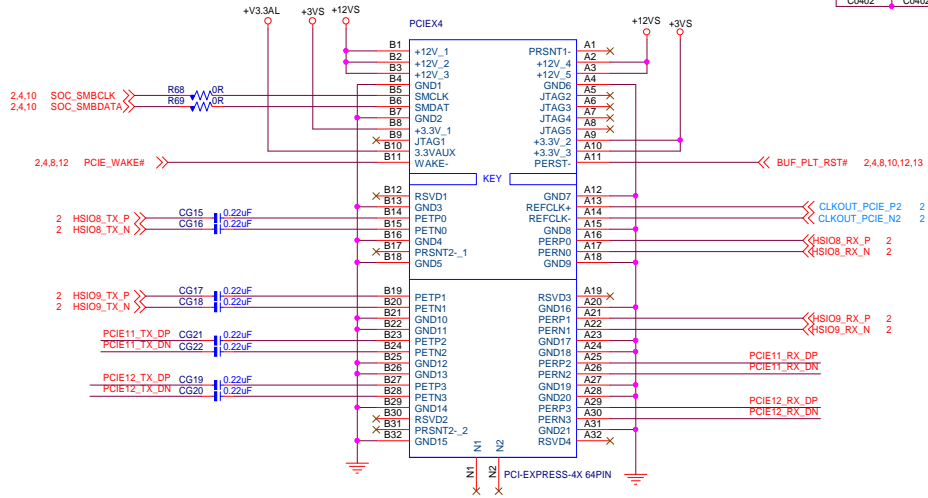 C0402 C0402
+V3.3AL +3VS +12VS PCIEX4 +12VS +3VS
B1 +12V_1 PRSNT1- A1
B2 +12V_2 +12V_4 A2
B3 +12V_3 +12V_5 A3
B4 GND1 GND6 A4
2,4,10 SOC_SMBCLK R68 0R B5 SMCLK JTAG2 A5
2,4,10 SOC_SMBDATA R69 0R B6 SMDAT JTAG3 A6
B7 GND2 JTAG4 A7
B8 +3.3V_1 JTAG5 A8
B9 JTAG1 +3.3V_2 A9
B10 3.3VAUX +3.3V_3 A10
2,4,8,12 PCIE_WAKE# B11 WAKE- PERST- A11 BUF_PLT_RST# 2,4,8,10,12,13
KEY
B12 RSVD1 GND7 A12
B13 GND3 REFCLK+ A13 CLKOUT_PCIE_P2 2
2 HSIO8_TX_P CG15 0.22uF B14 PETP0 REFCLK- A14 CLKOUT_PCIE_N2 2
2 HSIO8_TX_N CG16 0.22uF B15 PETN0 GND8 A15
B16 GND4 PERP0 A16 HSIO8_RX_P 2
B17 PRSNT2-_1 PERN0 A17 HSIO8_RX_N 2
B18 GND5 GND9 A18
2 HSIO9_TX_P CG17 0.22uF B19 PETP1 RSVD3 A19
2 HSIO9_TX_N CG18 0.22uF B20 PETN1 GND16 A20
B21 GND10 PERP1 A21 HSIO9_RX_P 2
B22 GND11 PERN1 A22 HSIO9_RX_N 2
PCIE11_TX_DP CG21 0.22uF B23 PETP2 GND17 A23
PCIE11_TX_DN CG22 0.22uF B24 PETN2 GND18 A24
B25 GND12 PERP2 A25 PCIE11_RX_DP
B26 GND13 PERN2 A26 PCIE11_RX_DN
PCIE12_TX_DP CG19 0.22uF B27 PETP3 GND19 A27
PCIE12_TX_DN CG20 0.22uF B28 PETN3 GND20 A28
B29 GND14 PERP3 A29 PCIE12_RX_DP
B30 RSVD2 PERN3 A30 PCIE12_RX_DN
B31 PRSNT2-_2 GND21 A31
B32 GND15 RSVD4 A32
N1 N2
N1 N2 PCI-EXPRESS-4X 64PIN